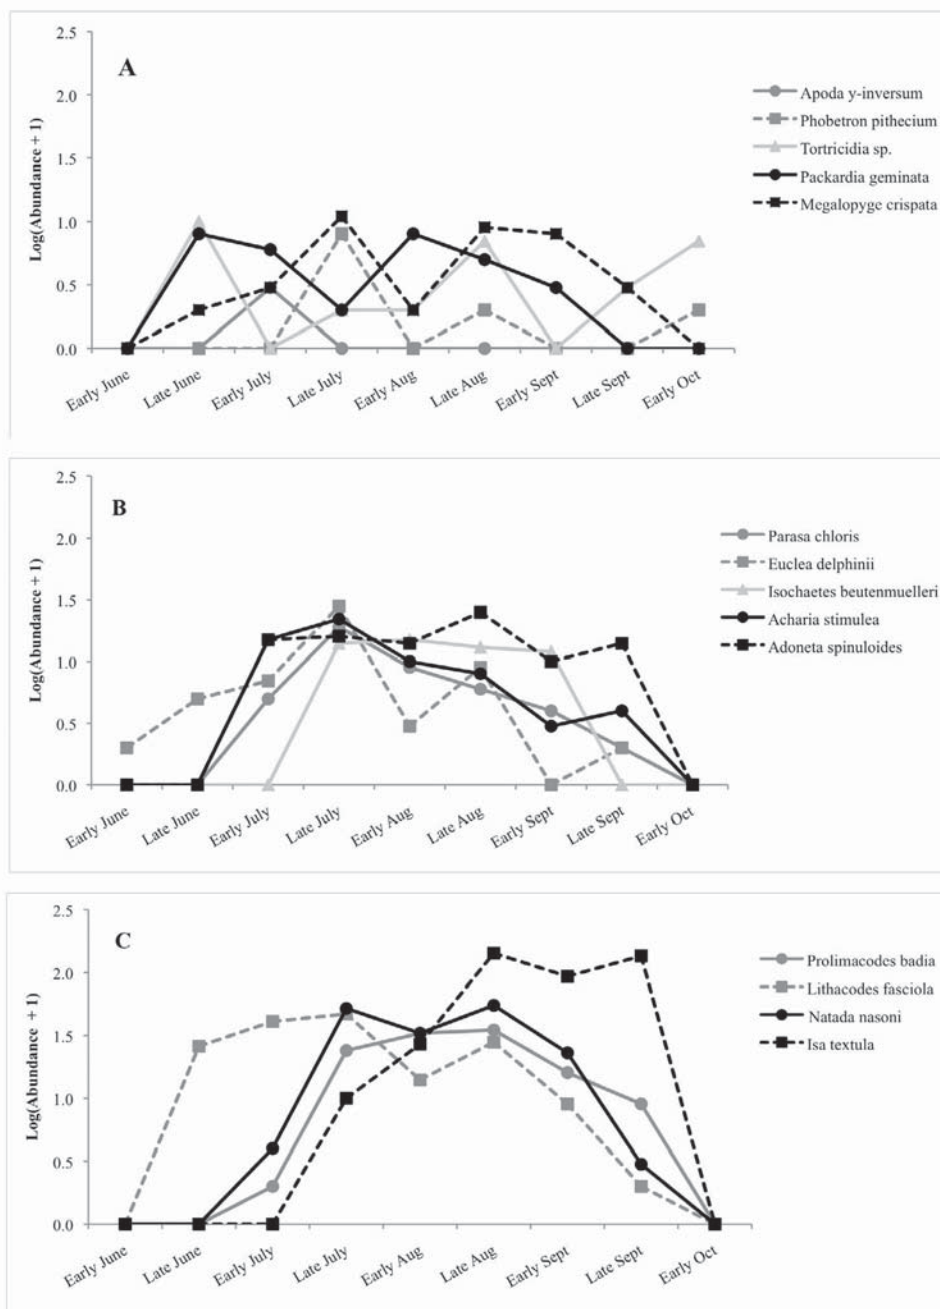 A
Log(Abundance + 1)
2.5
2.0
1.5
1.0
0.5
0.0
Early June
Late June
Early July
Late July
Early Aug
Late Aug
Early Sept
Late Sept
Early Oct
Apoda y-inversum
Phobetron pithecium
Tortricidia sp.
Packardia geminata
Megalopyge crispata
B
Log(Abundance + 1)
2.5
2.0
1.5
1.0
0.5
0.0
Early June
Late June
Early July
Late July
Early Aug
Late Aug
Early Sept
Late Sept
Early Oct
Parasa chloris
Euclea delphinii
Isochaetes beutenmuelleri
Acharia stimulea
Adoneta spinuloides
C
Log(Abundance + 1)
2.5
2.0
1.5
1.0
0.5
0.0
Early June
Late June
Early July
Late July
Early Aug
Late Aug
Early Sept
Late Sept
Early Oct
Prolimacodes badia
Lithacodes fasciola
Natada nasoni
Isa textula